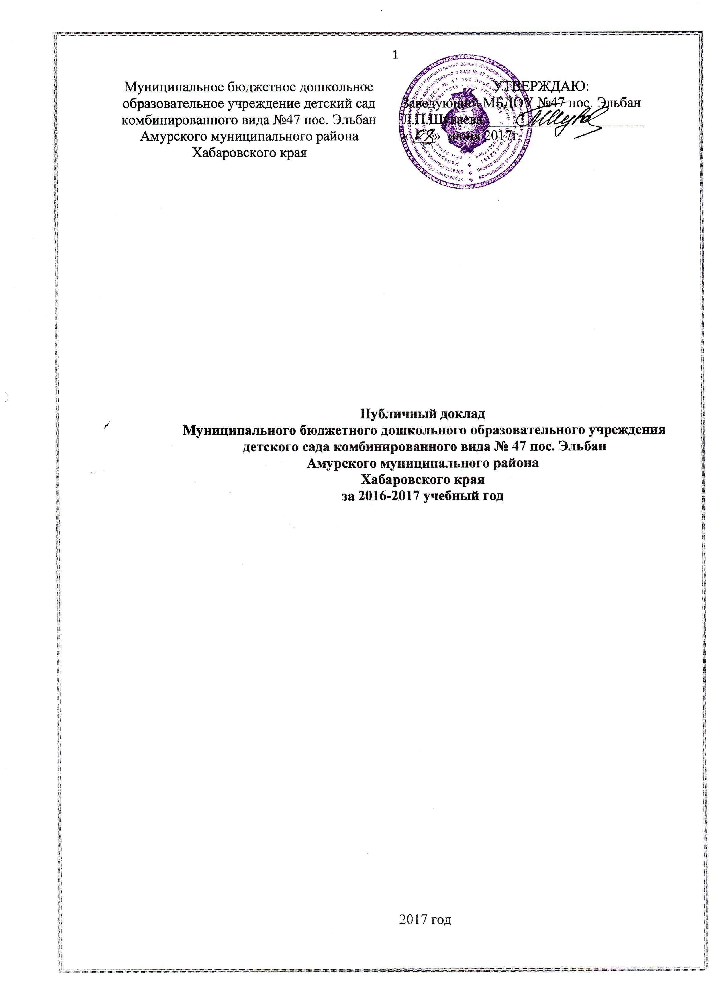 1
Муниципальное бюджетное дошкольное
образовательное учреждение детский сад
комбинированного вида №47 пос. Эльбан
Амурского муниципального района
Хабаровского края
УТВЕРЖДАЮ:
Заведующий МБДОУ №47 пос. Эльбан
Л.П.Шуваева
«03» июня 2017г.
Публичный доклад
Муниципального бюджетного дошкольного образовательного учреждения
детского сада комбинированного вида № 47 пос. Эльбан
Амурского муниципального района
Хабаровского края
за 2016-2017 учебный год
2017 год